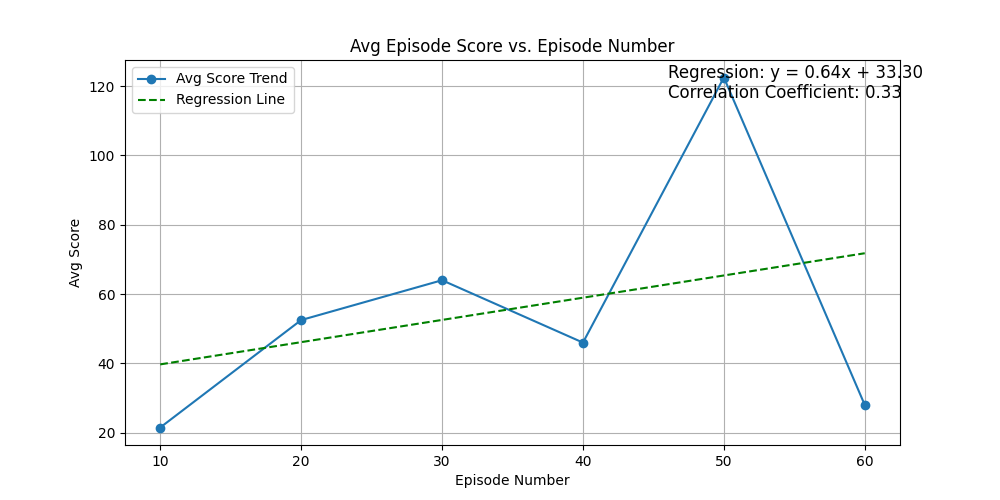 Avg Episode Score vs. Episode Number
Avg Score Trend
Regression Line
Regression: y = 0.64x + 33.30
Correlation Coefficient: 0.33
120
100
80
60
40
20
Avg Score
10 20 30 40 50 60
Episode Number